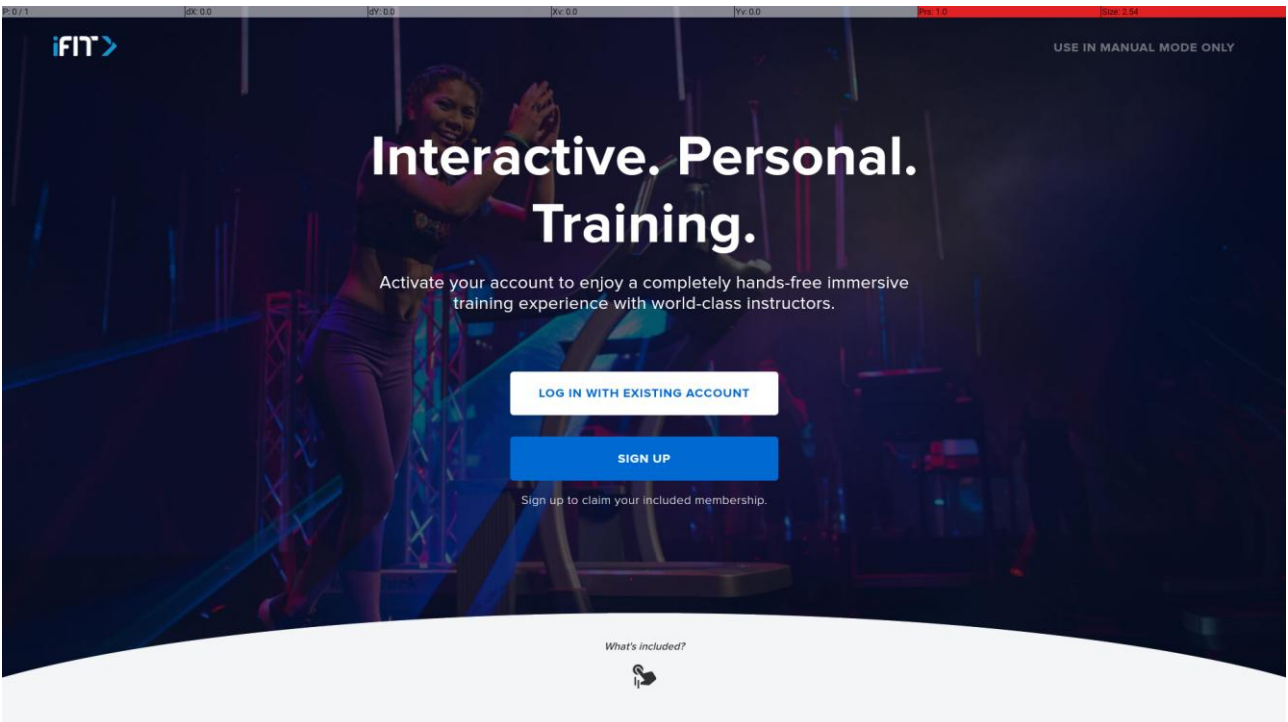 P: 0 / 1 dX: 0.0 dY: 0.0 Xv: 0.0 Yv: 0.0 Prs: 1.0 Size: 2.54
iFIT
USE IN MANUAL MODE ONLY
Interactive. Personal.
Training.
Activate your account to enjoy a completely hands-free immersive
training experience with world-class instructors.
LOG IN WITH EXISTING ACCOUNT
SIGN UP
Sign up to claim your included membership.
What's included?